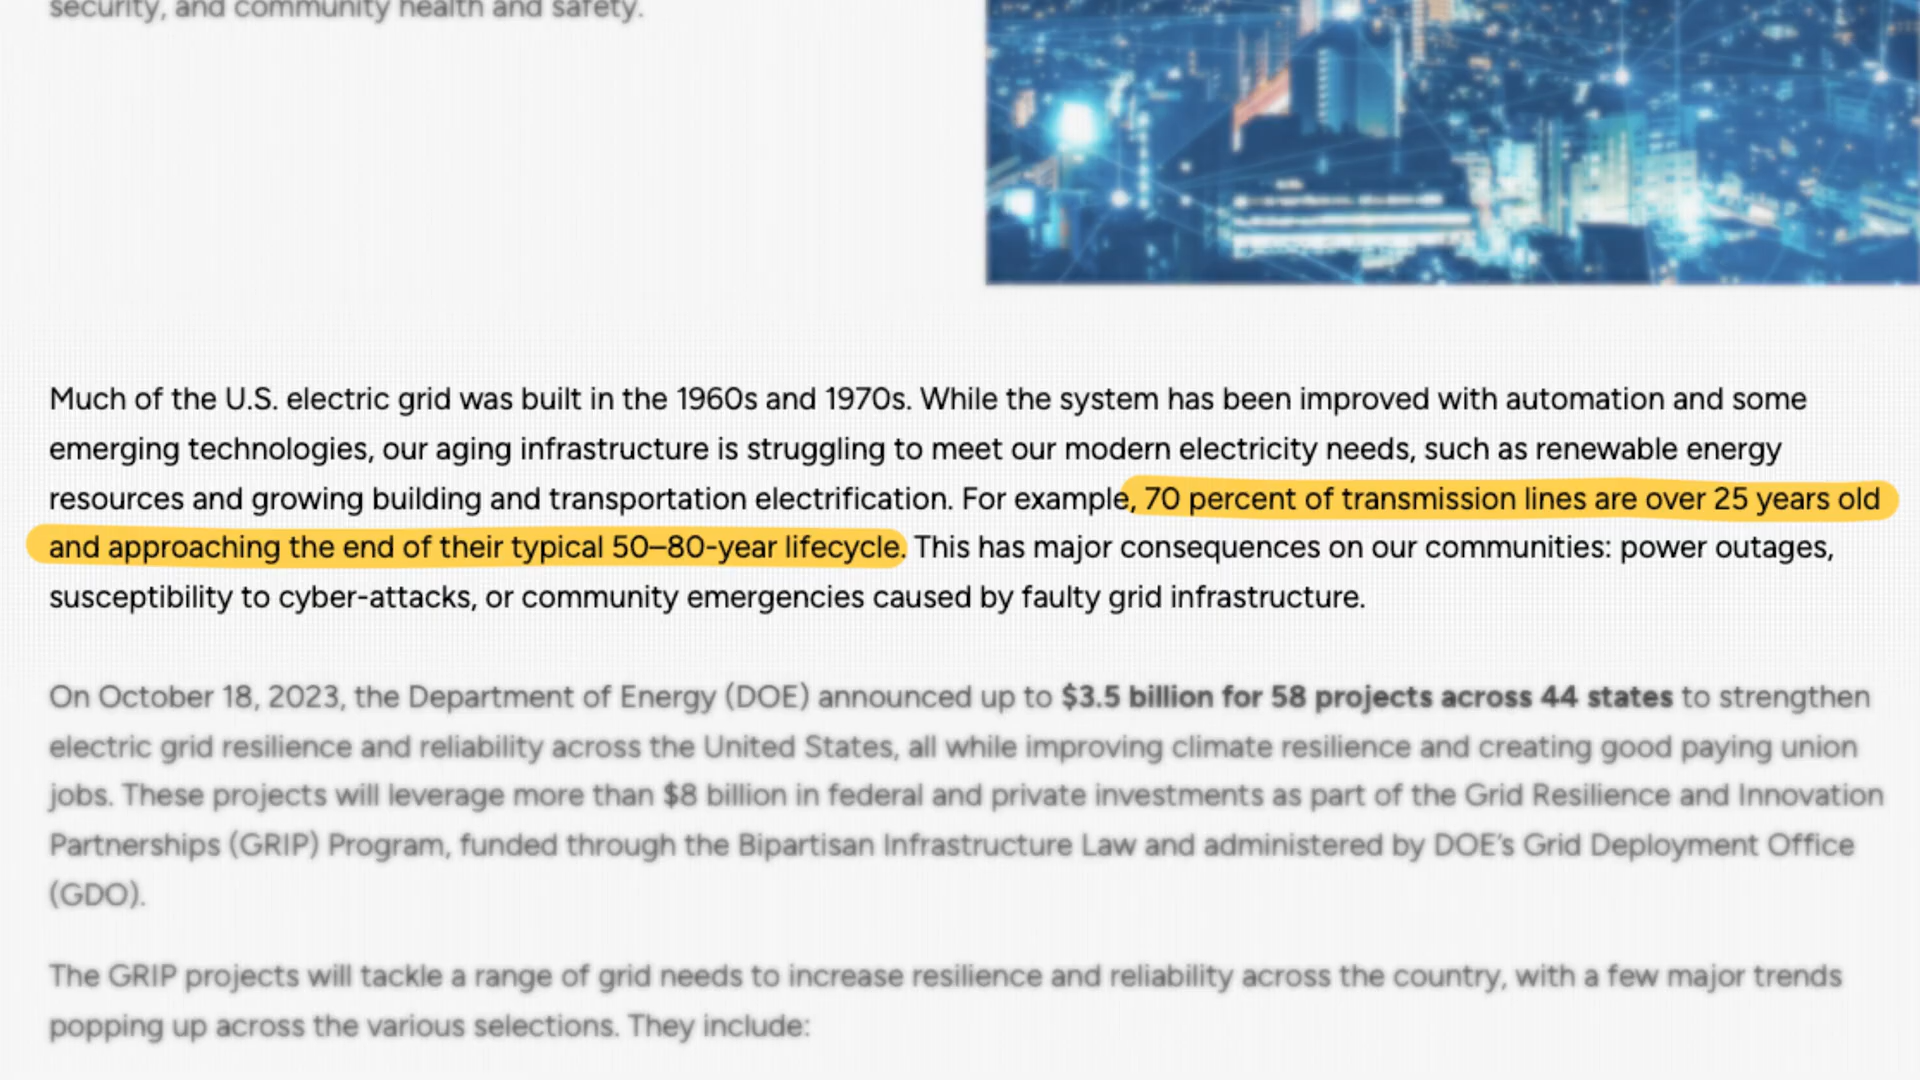 security, and community health and safety.
Much of the U.S. electric grid was built in the 1960s and 1970s. While the system has been improved with automation and some
emerging technologies, our aging infrastructure is struggling to meet our modern electricity needs, such as renewable energy
resources and growing building and transportation electrification. For example, 70 percent of transmission lines are over 25 years old
and approaching the end of their typical 50–80-year lifecycle. This has major consequences on our communities: power outages,
susceptibility to cyber-attacks, or community emergencies caused by faulty grid infrastructure.
On October 18, 2023, the Department of Energy (DOE) announced up to $3.5 billion for 58 projects across 44 states to strengthen
electric grid resilience and reliability across the United States, all while improving climate resilience and creating good paying union
jobs. These projects will leverage more than $8 billion in federal and private investments as part of the Grid Resilience and Innovation
Partnerships (GRIP) Program, funded through the Bipartisan Infrastructure Law and administered by DOE’s Grid Deployment Office
(GDO).
The GRIP projects will tackle a range of grid needs to increase resilience and reliability across the country, with a few major trends
popping up across the various selections. They include: